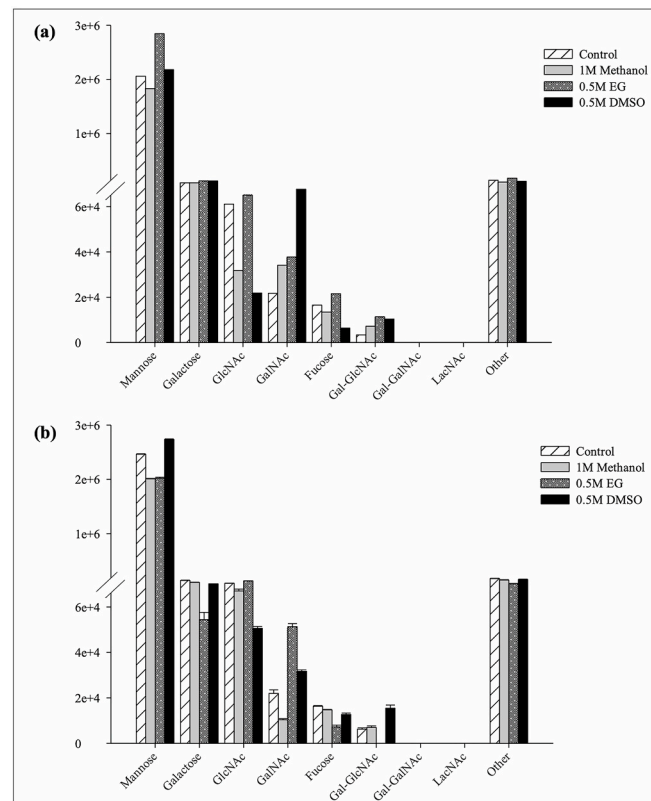 (a)
3e+6
2e+6
1e+6
6e+4
4e+4
2e+4
0
Control
1M Methanol
0.5M EG
0.5M DMSO
Mannose
Galactose
GlcNAc
GalNAc
Fucose
Gal-GlcNAc
Gal-GalNAc
LacNAc
Other
(b)
3e+6
2e+6
1e+6
6e+4
4e+4
2e+4
0
Control
1M Methanol
0.5M EG
0.5M DMSO
Mannose
Galactose
GlcNAc
GalNAc
Fucose
Gal-GlcNAc
Gal-GalNAc
LacNAc
Other